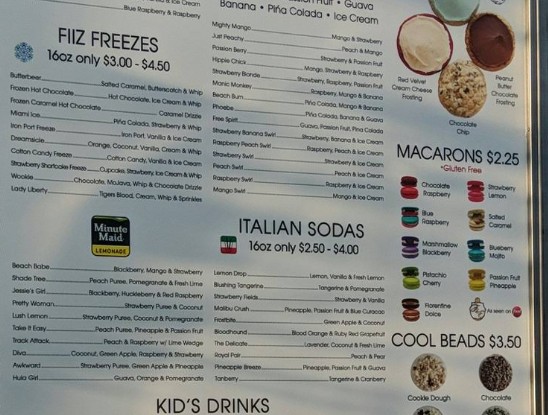 Blue Raspberry & Raspberry
Banana • Piña Colada • Ice Cream
FIIZ FREEZES
16oz only $3.00 - $4.50
Butterbeer Salted Caramel, Butterscotch & Whip
Frozen Hot Chocolate Hot Chocolate, Ice Cream & Whip
Frozen Caramel Hot Chocolate Caramel Drizzle
Miami Ice Piña Colada, Strawberry & Whip
Iron Port Freeze Iron Port, Vanilla & Ice Cream
Dreamsicle Orange, Coconut, Vanilla, Cream & Whip
Cotton Candy Freeze Cotton Candy, Vanilla & Ice Cream
Strawberry Shortcake Freeze Cupcake, Strawberry, Ice Cream & Whip
Wookie Chocolate, Mojava, Whip & Chocolate Drizzle
Lady Liberty Tigers Blood, Cream, Whip & Sprinkles
Mighty Mango Mango & Strawberry
Just Peachy Peach & Mango
Passion Berry Strawberry & Passion Fruit
Hippie Chick Mango, Strawberry & Raspberry
Strawberry Blonde Strawberry, Raspberry, Passion Fruit
Manic Monkey Raspberry, Mango & Banana
Beach Bum Piña Colada, Mango & Banana
Phoebe Piña Colada, Banana & Guava
Free Spirit Guava, Passion Fruit, Pina Colada
Strawberry Banana Swirl Strawberry, Banana & Ice Cream
Raspberry Peach Swirl Raspberry, Peach & Ice Cream
Strawberry Swirl Strawberry & Ice Cream
Peach Swirl Peach & Ice Cream
Raspberry Swirl Raspberry & Ice Cream
Mango Swirl Mango & Ice Cream
Red Velvet
Cream Cheese
Frosting
Peanut
Butter
Chocolate
Frosting
Chocolate
Chip
MACARONS $2.25
*Gluten Free
Chocolate
Raspberry
Strawberry
Lemon
Blue
Raspberry
Salted
Caramel
Marshmallow
Blackberry
Blueberry
Mojito
Pistachio
Cherry
Passion Fruit
Pineapple
Florentine
Dolce
As seen on
Minute
Maid
LEMONADE
Beach Babe Blackberry, Mango & Strawberry
Shade Tree Peach Puree, Pomegranate & Fresh Lime
Jessie's Girl Blackberry, Huckleberry & Red Raspberry
Pretty Woman Strawberry Puree & Coconut
Lush Lemon Strawberry Puree, Coconut & Pomegranate
Take It Easy Peach Puree, Pineapple & Passion Fruit
Track Attack Peach & Raspberry w/ Lime Wedge
Diva Coconut, Green Apple, Raspberry & Strawberry
Awkward Strawberry Puree, Green Apple & Pineapple
Hula Girl Guava, Orange & Pomegranate
ITALIAN SODAS
16oz only $2.50 - $4.00
Lemon Drop Lemon, Vanilla & Fresh Lemon
Blushing Tangerine Tangerine & Pomegranate
Strawberry Fields Strawberry & Vanilla
Malibu Crush Pineapple, Passion Fruit & Blue Curacao
Frostbite Green Apple & Coconut
Bloodhound Blood Orange & Ruby Red Grapefruit
The Delicate Lavender, Coconut & Fresh Lime
Royal Pair Peach & Pear
Pineapple Breeze Pineapple, Passion Fruit & Guava
Tanberry Tangerine & Cranberry
COOL BEADS $3.50
Cookie Dough
Chocolate
KID'S DRINKS